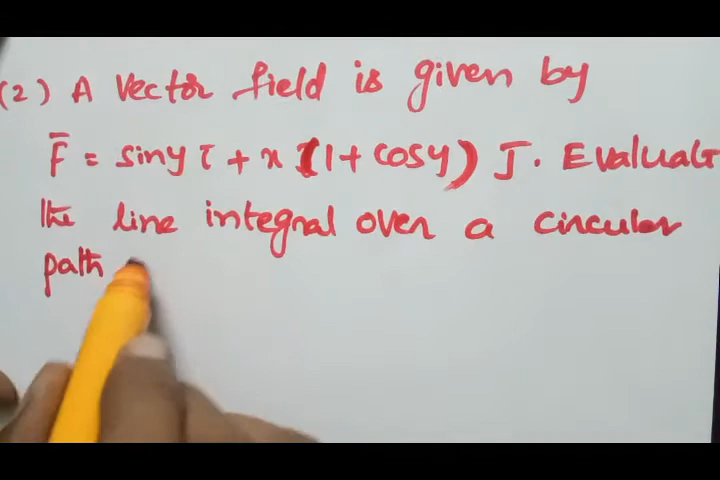 (2) A vector field is given by
F̄ = siny i + x (1+ cosy) J. Evaluate
the line integral over a circular
path